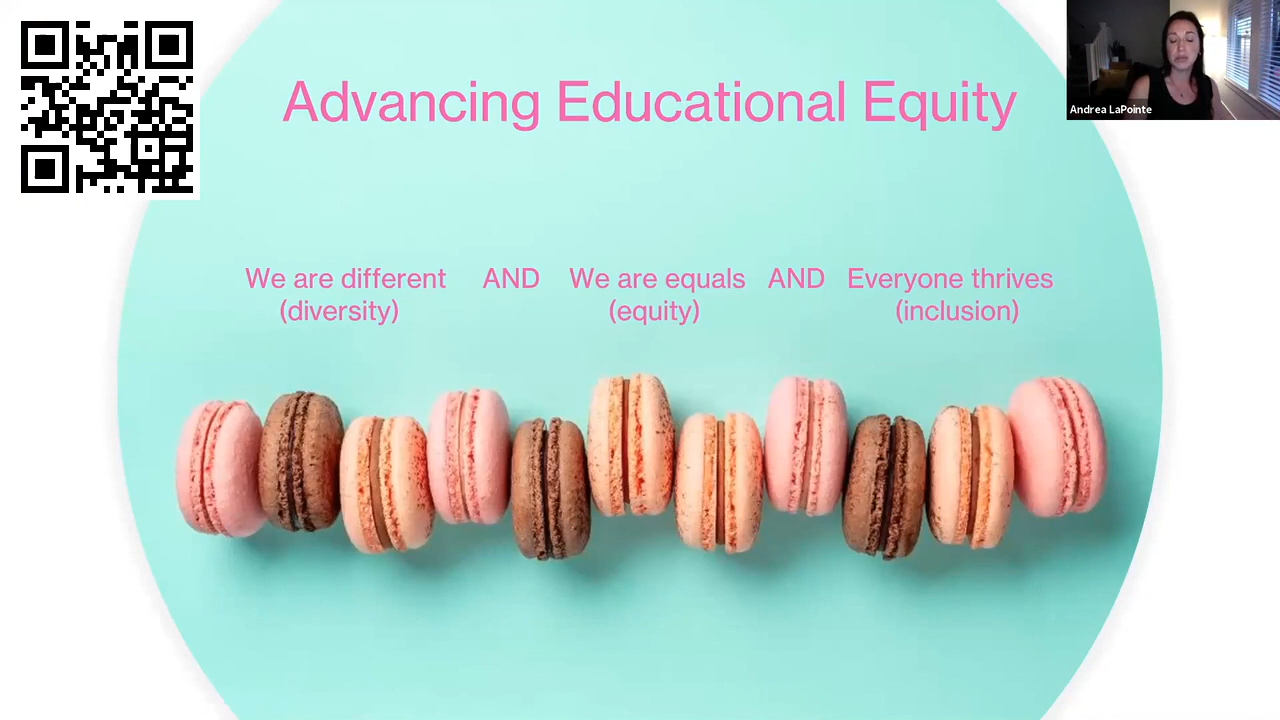 Advancing Educational Equity
Andrea LaPointe
We are different AND We are equals AND Everyone thrives
(diversity) (equity) (inclusion)